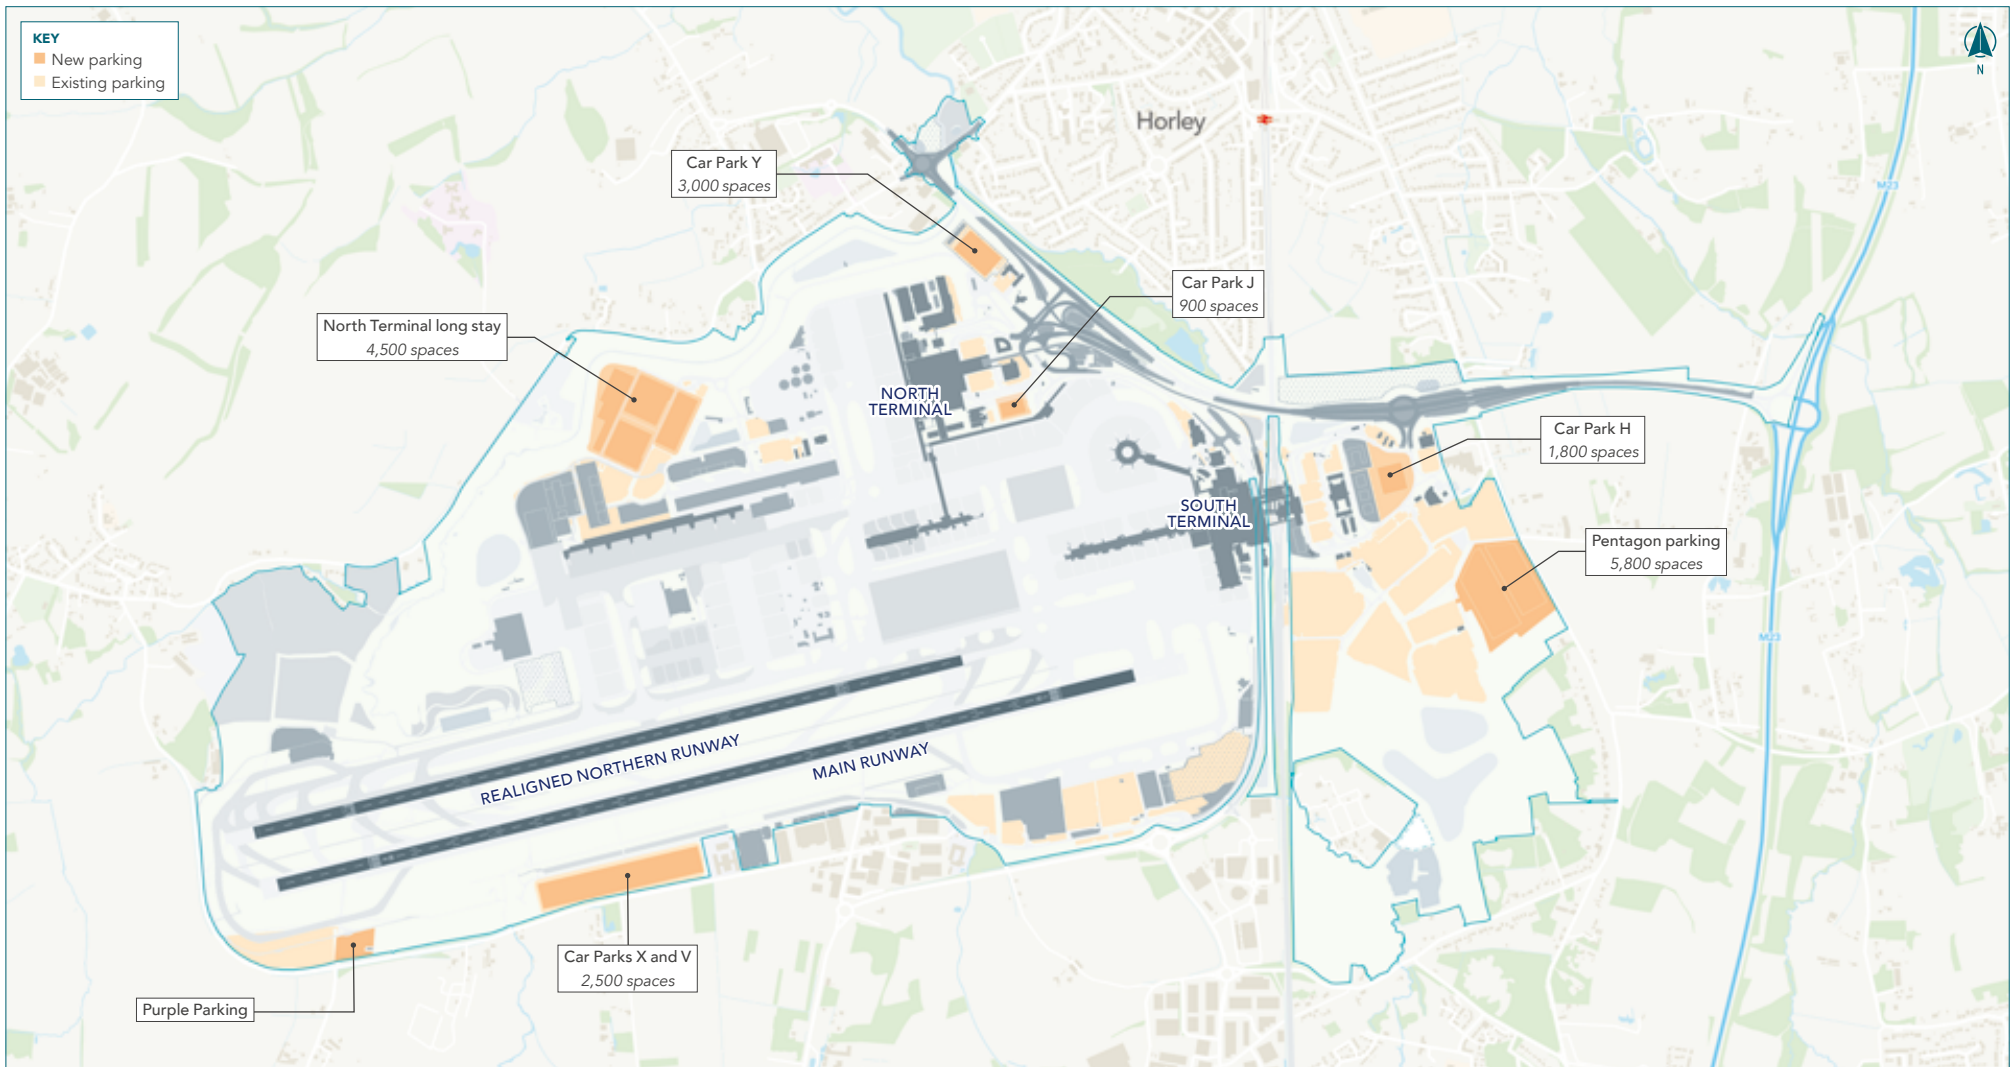 KEY
New parking
Existing parking
N
Horley
M23
Car Park Y
3,000 spaces
Car Park J
900 spaces
North Terminal long stay
4,500 spaces
NORTH
TERMINAL
Car Park H
1,800 spaces
SOUTH
TERMINAL
Pentagon parking
5,800 spaces
M23
REALIGNED NORTHERN RUNWAY
MAIN RUNWAY
Car Parks X and V
2,500 spaces
Purple Parking